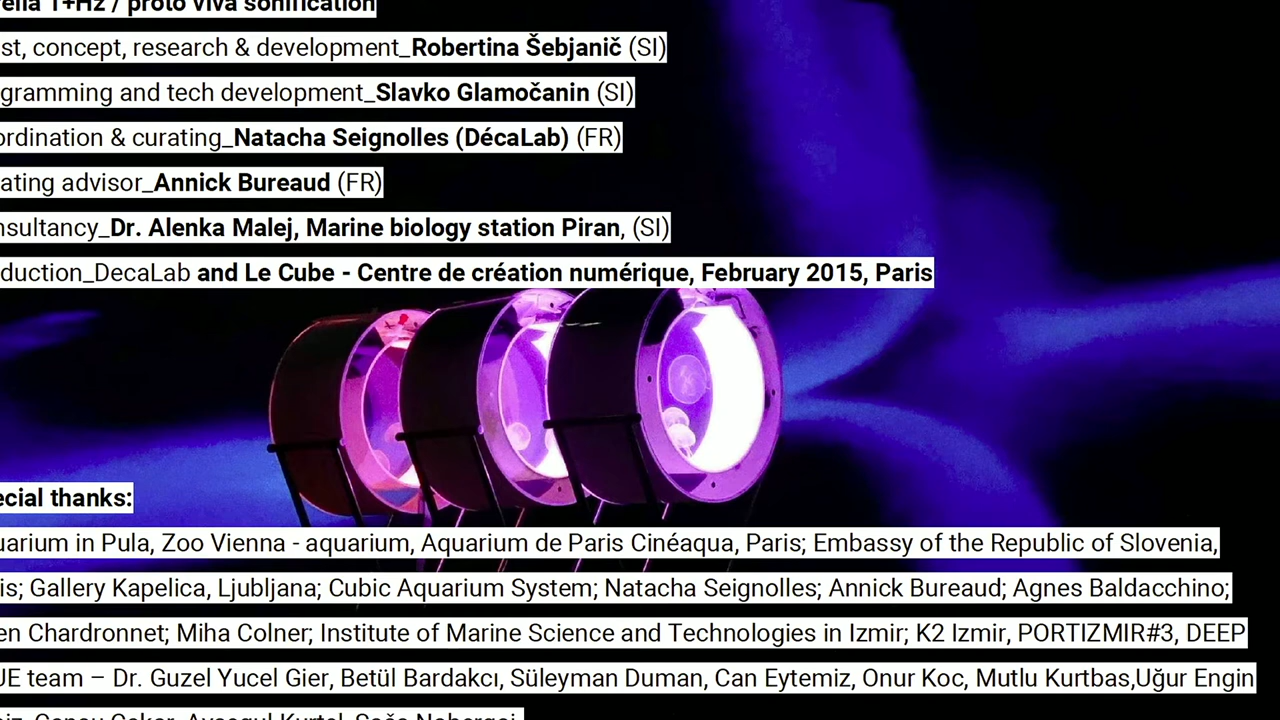 1+Hz / proto viva sonification
st, concept, research & development_Robertina Šebjanič (SI)
gramming and tech development_Slavko Glamočanin (SI)
ordination & curating_Natacha Seignolles (DécaLab) (FR)
ating advisor_Annick Bureaud (FR)
nsultancy_Dr. Alenka Malej, Marine biology station Piran, (SI)
duction_DecaLab and Le Cube - Centre de création numérique, February 2015, Paris
ecial thanks:
uarium in Pula, Zoo Vienna - aquarium, Aquarium de Paris Cinéaqua, Paris; Embassy of the Republic of Slovenia,
is; Gallery Kapelica, Ljubljana; Cubic Aquarium System; Natacha Seignolles; Annick Bureaud; Agnes Baldacchino;
en Chardronnet; Miha Colner; Institute of Marine Science and Technologies in Izmir; K2 Izmir, PORTIZMIR#3, DEEP
UE team – Dr. Guzel Yucel Gier, Betül Bardakcı, Süleyman Duman, Can Eytemiz, Onur Koc, Mutlu Kurtbas,Uğur Engin